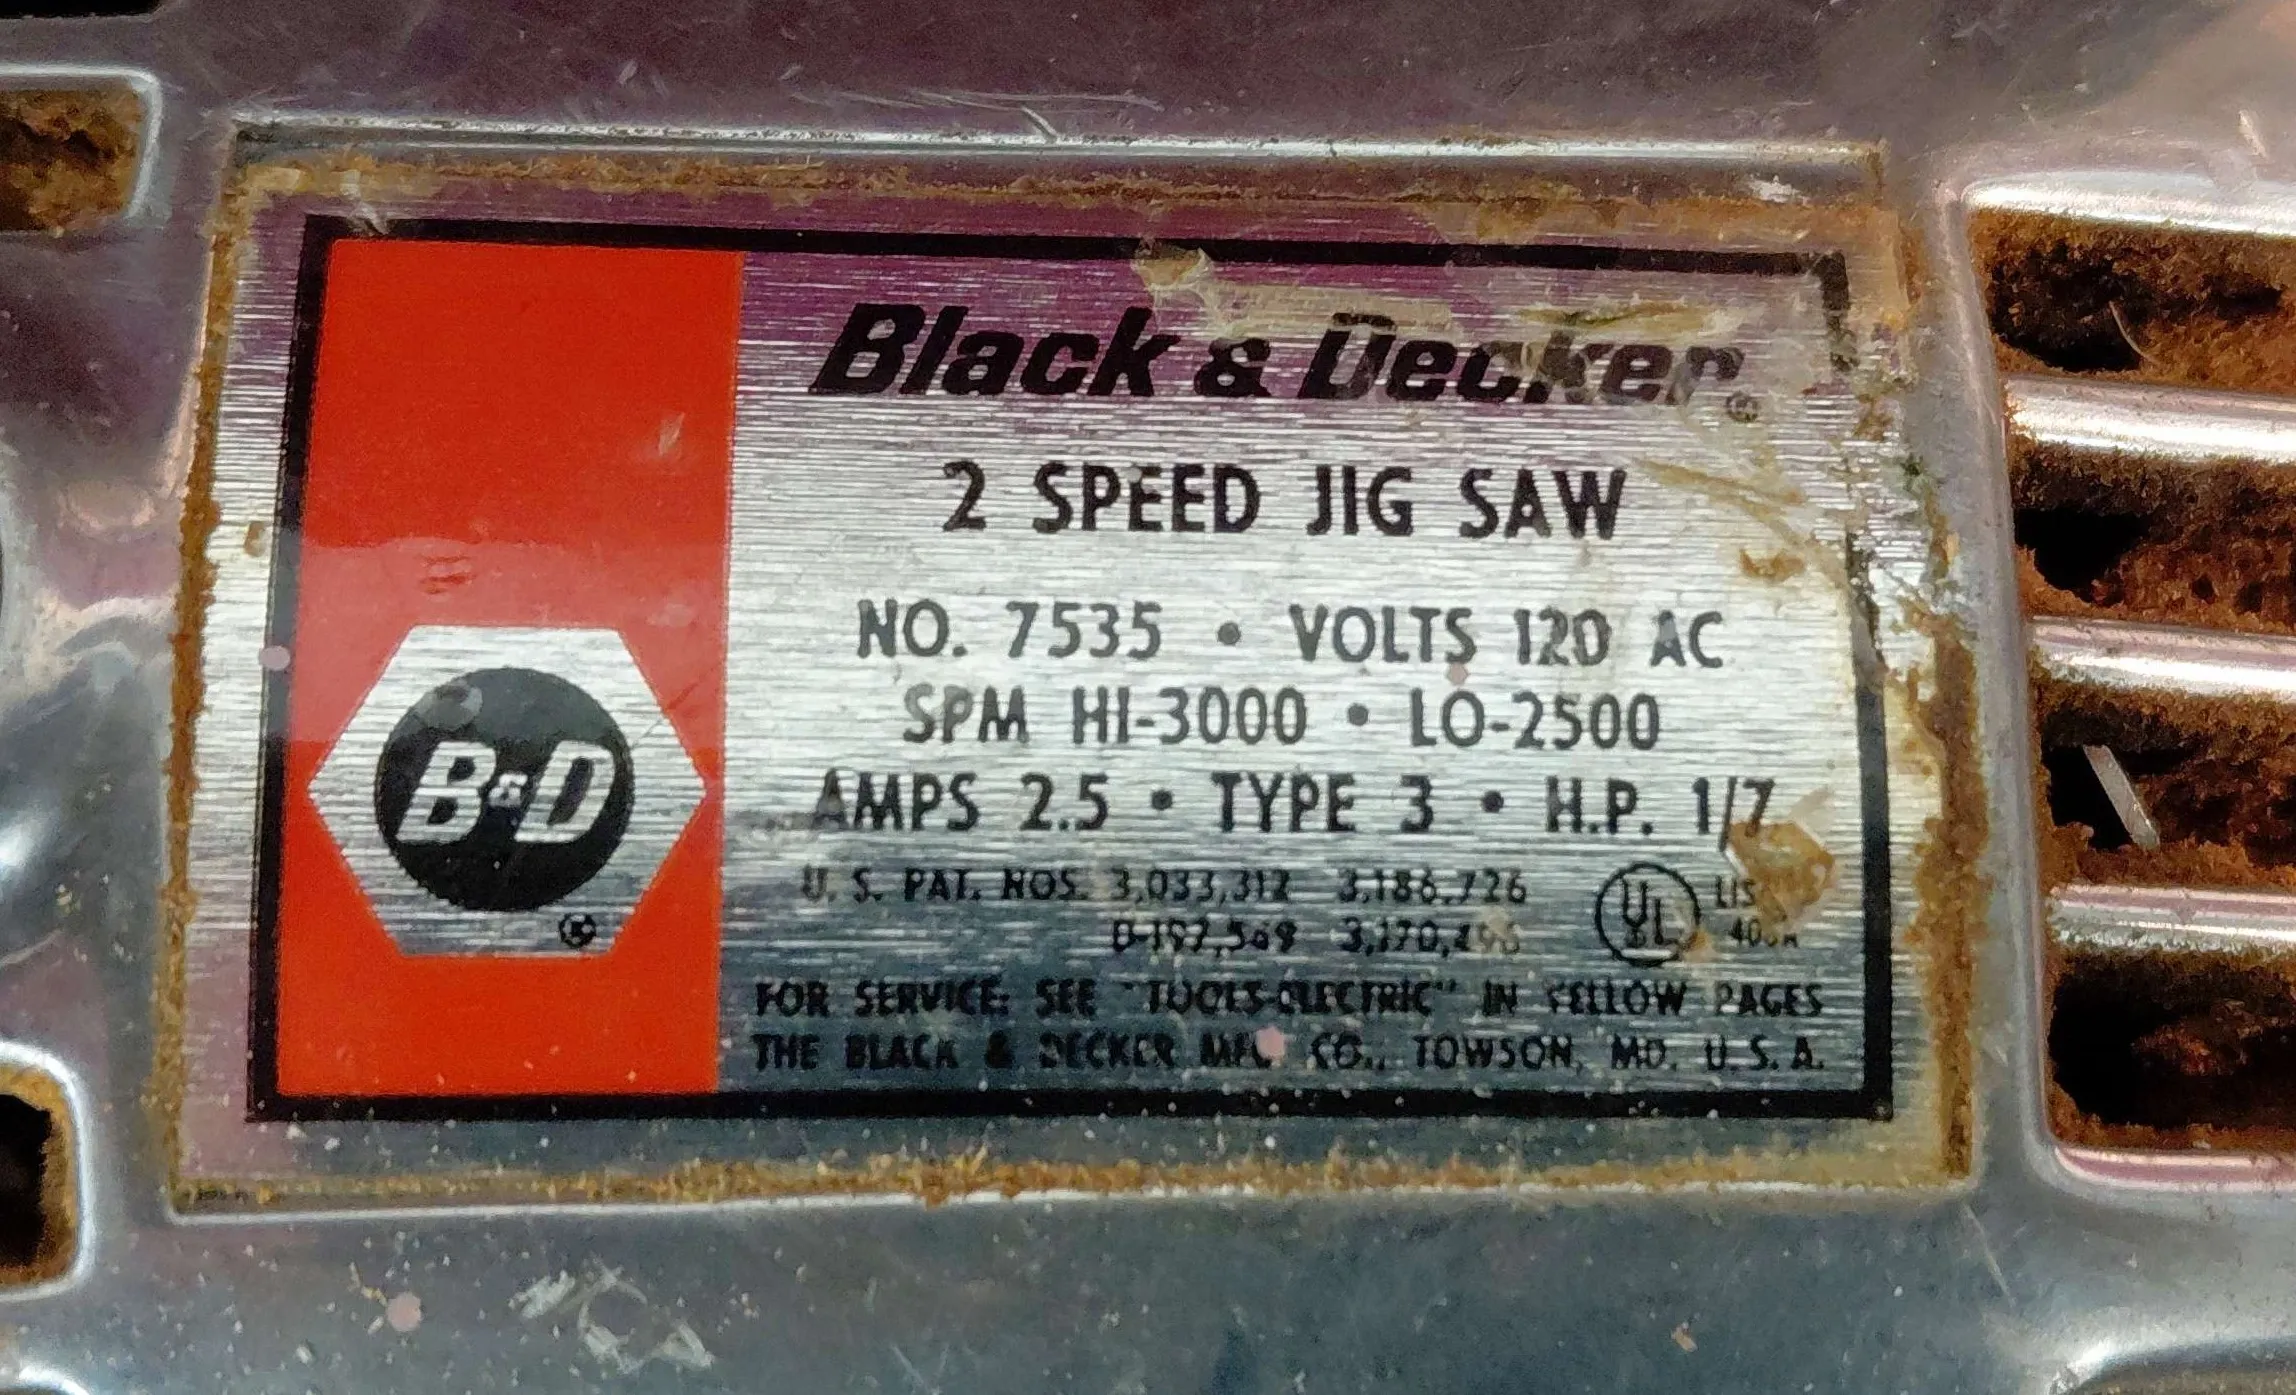 Black & Decker®
2 SPEED JIG SAW
NO. 7535 • VOLTS 120 AC
SPM HI-3000 • LO-2500
AMPS 2.5 • TYPE 3 • H.P. 1/7
B&D
®
U. S. PAT. NOS. 3,033,312 3,186,726
UL
FOR SERVICE: SEE "TOOLS-ELECTRIC" IN YELLOW PAGES
THE BLACK & DECKER MFG. CO., TOWSON, MD. U.S.A.